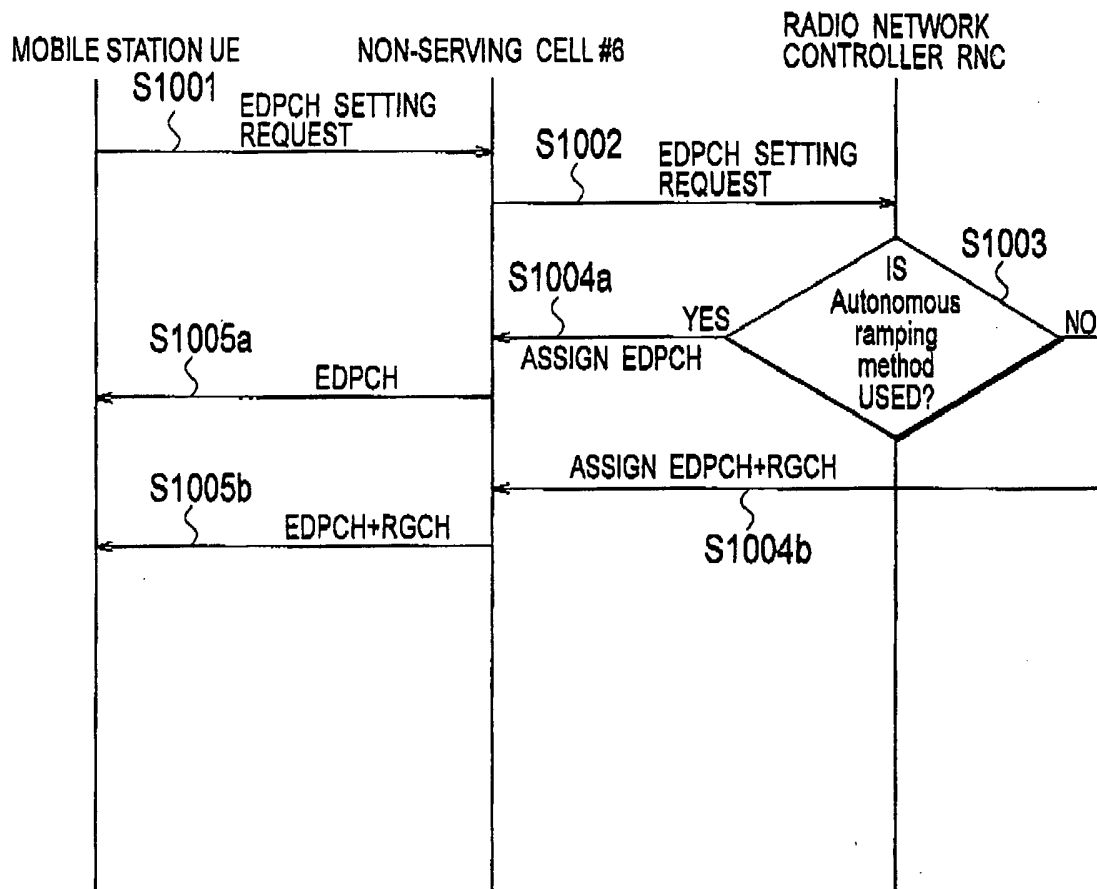 MOBILE STATION UE
NON-SERVING CELL #6
RADIO NETWORK
CONTROLLER RNC
S1001
EDPCH SETTING
REQUEST
S1002
EDPCH SETTING
REQUEST
S1003
IS
Autonomous
ramping
method
USED?
YES
NO
S1004a
ASSIGN EDPCH
S1005a
EDPCH
ASSIGN EDPCH+RGCH
S1004b
S1005b
EDPCH+RGCH